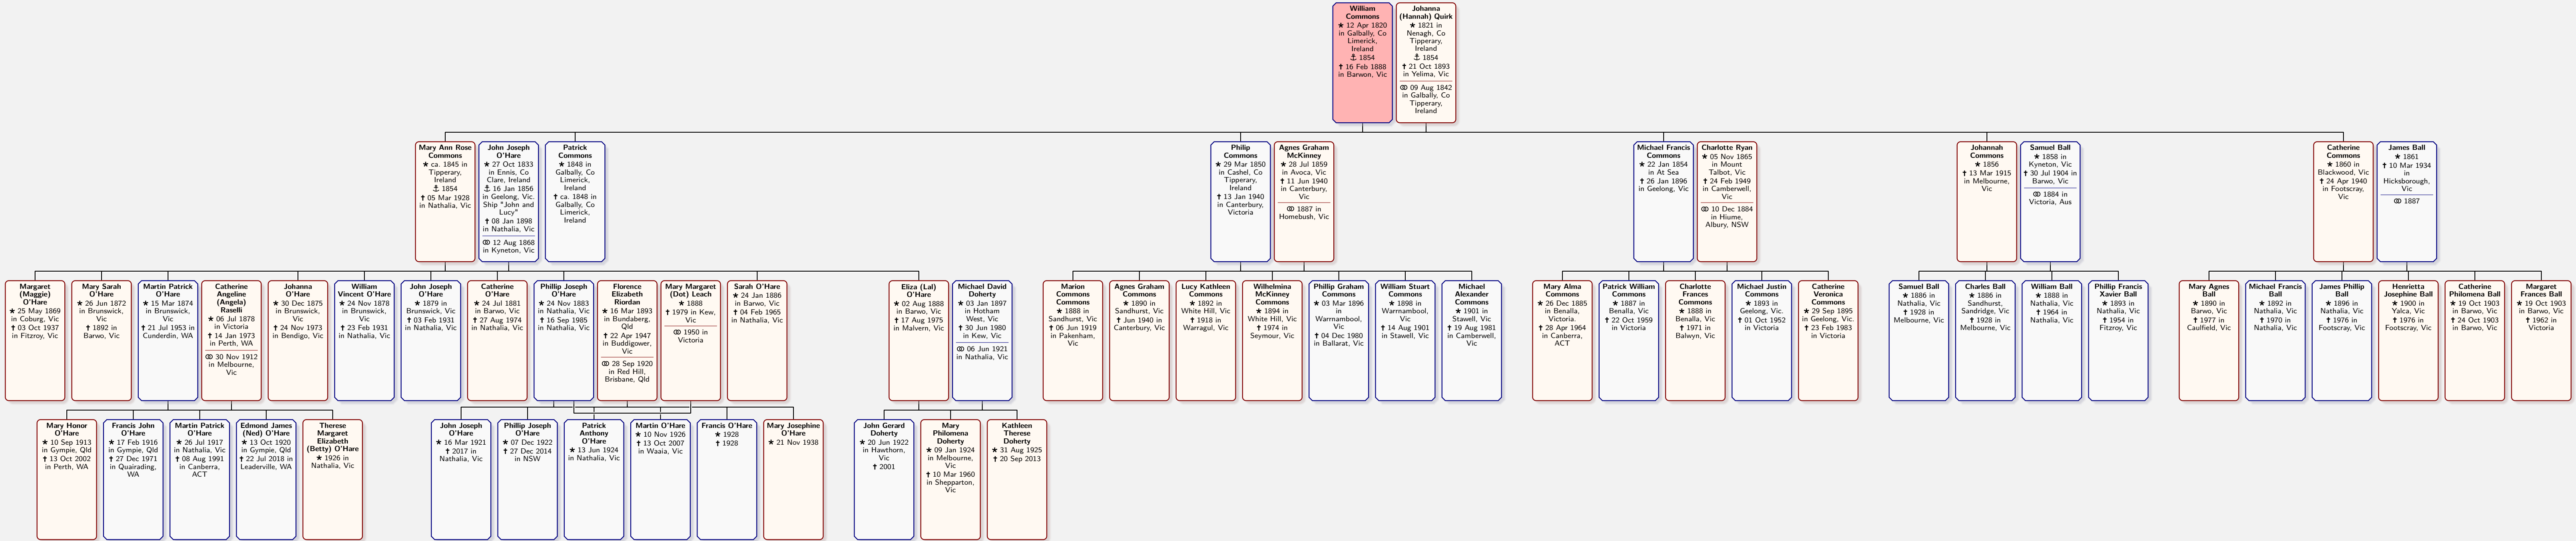 William
Commons
★ 12 Apr 1820
in Galbally, Co
Limerick,
Ireland
⚓ 1854
✝ 16 Feb 1888
in Barwon, Vic
Johanna
(Hannah) Quirk
★ 1821 in
Nenagh, Co
Tipperary,
Ireland
⚓ 1854
✝ 21 Oct 1893
in Yelima, Vic
⚭ 09 Aug 1842
in Galbally, Co
Tipperary,
Ireland
Mary Ann Rose
Commons
★ ca. 1845 in
Tipperary,
Ireland
⚓ 1854
✝ 05 Mar 1928
in Nathalia, Vic
John Joseph
O'Hare
★ 27 Oct 1833
in Ennis, Co
Clare, Ireland
⚓ 16 Jan 1856
in Geelong, Vic.
Ship "John and
Lucy"
✝ 08 Jan 1898
in Nathalia, Vic
⚭ 12 Aug 1868
in Kyneton, Vic
Patrick
Commons
★ 1848 in
Galbally, Co
Limerick,
Ireland
✝ ca. 1848 in
Galbally, Co
Limerick,
Ireland
Philip
Commons
★ 29 Mar 1850
in Cashel, Co
Tipperary,
Ireland
✝ 13 Jan 1940
in Canterbury,
Victoria
Agnes Graham
McKinney
★ 28 Jul 1859
in Avoca, Vic
✝ 11 Jun 1940
in Canterbury,
Vic
⚭ 1887 in
Homebush, Vic
Michael Francis
Commons
★ 22 Jan 1854
in At Sea
✝ 26 Jan 1896
in Geelong, Vic
Charlotte Ryan
★ 05 Nov 1865
in Mount
Talbot, Vic
✝ 24 Feb 1949
in Camberwell,
Vic
⚭ 10 Dec 1884
in Hiume,
Albury, NSW
Johannah
Commons
★ 1856
✝ 13 Mar 1915
in Melbourne,
Vic
Samuel Ball
★ 1858 in
Kyneton, Vic
✝ 30 Jul 1904 in
Barwo, Vic
⚭ 1884 in
Victoria, Aus
Catherine
Commons
★ 1860 in
Blackwood, Vic
✝ 24 Apr 1940
in Footscray,
Vic
James Ball
★ 1861
✝ 10 Mar 1934
in
Hicksborough,
Vic
⚭ 1887
Margaret
(Maggie)
O'Hare
★ 25 May 1869
in Coburg, Vic
✝ 03 Oct 1937
in Fitzroy, Vic
Mary Sarah
O'Hare
★ 26 Jun 1872
in Brunswick,
Vic
✝ 1892 in
Barwo, Vic
Martin Patrick
O'Hare
★ 15 Mar 1874
in Brunswick,
Vic
✝ 21 Jul 1953 in
Cunderdin, WA
Catherine
Angeline
(Angela)
Raselli
★ 06 Jul 1878
in Victoria
✝ 14 Jan 1973
in Perth, WA
⚭ 30 Nov 1912
in Melbourne,
Vic
Johanna
O'Hare
★ 30 Dec 1875
in Brunswick,
Vic
✝ 24 Nov 1973
in Bendigo, Vic
William
Vincent O'Hare
★ 24 Nov 1878
in Brunswick,
Vic
✝ 23 Feb 1931
in Nathalia, Vic
John Joseph
O'Hare
★ 1879 in
Brunswick, Vic
✝ 03 Feb 1931
in Nathalia, Vic
Catherine
O'Hare
★ 24 Jul 1881
in Barwo, Vic
✝ 27 Aug 1974
in Nathalia, Vic
Phillip Joseph
O'Hare
★ 24 Nov 1883
in Nathalia, Vic
✝ 16 Sep 1985
in Nathalia, Vic
Florence
Elizabeth
Riordan
★ 16 Mar 1893
in Bundaberg,
Qld
✝ 22 Apr 1947
in Buddigower,
Vic
⚭ 28 Sep 1920
in Red Hill,
Brisbane, Qld
Mary Margaret
(Dot) Leach
★ 1888
✝ 1979 in Kew,
Vic
⚭ 1950 in
Victoria
Sarah O'Hare
★ 24 Jan 1886
in Barwo, Vic
✝ 04 Feb 1965
in Nathalia, Vic
Eliza (Lal)
O'Hare
★ 02 Aug 1888
in Barwo, Vic
✝ 17 Aug 1975
in Malvern, Vic
Michael David
Doherty
★ 03 Jan 1897
in Hotham
West, Vic
✝ 30 Jun 1980
in Kew, Vic
⚭ 06 Jun 1921
in Nathalia, Vic
Marion
Commons
★ 1888 in
Sandhurst, Vic
✝ 06 Jun 1919
in Pakenham,
Vic
Agnes Graham
Commons
★ 1890 in
Sandhurst, Vic
✝ Jun 1940 in
Canterbury, Vic
Lucy Kathleen
Commons
★ 1892 in
White Hill, Vic
✝ 1918 in
Warragul, Vic
Wilhelmina
McKinney
Commons
★ 1894 in
White Hill, Vic
✝ 1974 in
Seymour, Vic
Phillip Graham
Commons
★ 03 Mar 1896
in
Warrnambool,
Vic
✝ 04 Dec 1980
in Ballarat, Vic
William Stuart
Commons
★ 1898 in
Warrnambool,
Vic
✝ 14 Aug 1901
in Stawell, Vic
Michael
Alexander
Commons
★ 1901 in
Stawell, Vic
✝ 19 Aug 1981
in Camberwell,
Vic
Mary Alma
Commons
★ 26 Dec 1885
in Benalla,
Victoria.
✝ 28 Apr 1964
in Canberra,
ACT
Patrick William
Commons
★ 1887 in
Benalla, Vic
✝ 22 Oct 1959
in Victoria
Charlotte
Frances
Commons
★ 1888 in
Benalla, Vic
✝ 1971 in
Balwyn, Vic
Michael Justin
Commons
★ 1893 in
Geelong, Vic.
✝ 01 Oct 1952
in Victoria
Catherine
Veronica
Commons
★ 29 Sep 1895
in Geelong, Vic.
✝ 23 Feb 1983
in Victoria
Samuel Ball
★ 1886 in
Nathalia, Vic
✝ 1928 in
Melbourne, Vic
Charles Ball
★ 1886 in
Sandhurst,
Sandridge, Vic
✝ 1928 in
Melbourne, Vic
William Ball
★ 1888 in
Nathalia, Vic
✝ 1964 in
Nathalia, Vic
Phillip Francis
Xavier Ball
★ 1893 in
Nathalia, Vic
✝ 1954 in
Fitzroy, Vic
Mary Agnes
Ball
★ 1890 in
Barwo, Vic
✝ 1977 in
Caulfield, Vic
Michael Francis
Ball
★ 1892 in
Nathalia, Vic
✝ 1970 in
Nathalia, Vic
James Phillip
Ball
★ 1896 in
Nathalia, Vic
✝ 1976 in
Footscray, Vic
Henrietta
Josephine Ball
★ 1900 in
Yalca, Vic
✝ 1976 in
Footscray, Vic
Catherine
Philomena Ball
★ 19 Oct 1903
in Barwo, Vic
✝ 24 Oct 1903
in Barwo, Vic
Margaret
Frances Ball
★ 19 Oct 1903
in Barwo, Vic
✝ 1962 in
Victoria
Mary Honor
O'Hare
★ 10 Sep 1913
in Gympie, Qld
✝ 13 Oct 2002
in Perth, WA
Francis John
O'Hare
★ 17 Feb 1916
in Gympie, Qld
✝ 27 Dec 1971
in Quairading,
WA
Martin Patrick
O'Hare
★ 26 Jul 1917
in Nathalia, Vic
✝ 08 Aug 1991
in Canberra,
ACT
Edmond James
(Ned) O'Hare
★ 13 Oct 1920
in Gympie, Qld
✝ 22 Jul 2018 in
Leaderville, WA
Therese
Margaret
Elizabeth
(Betty) O'Hare
★ 1926 in
Nathalia, Vic
John Joseph
O'Hare
★ 16 Mar 1921
✝ 2017 in
Nathalia, Vic
Phillip Joseph
O'Hare
★ 07 Dec 1922
✝ 27 Dec 2014
in NSW
Patrick
Anthony
O'Hare
★ 13 Jun 1924
in Nathalia, Vic
Martin O'Hare
★ 10 Nov 1926
✝ 13 Oct 2007
in Waaia, Vic
Francis O'Hare
★ 1928
✝ 1928
Mary Josephine
O'Hare
★ 21 Nov 1938
John Gerard
Doherty
★ 20 Jun 1922
in Hawthorn,
Vic
✝ 2001
Mary
Philomena
Doherty
★ 09 Jan 1924
in Melbourne,
Vic
✝ 10 Mar 1960
in Shepparton,
Vic
Kathleen
Therese
Doherty
★ 31 Aug 1925
✝ 20 Sep 2013